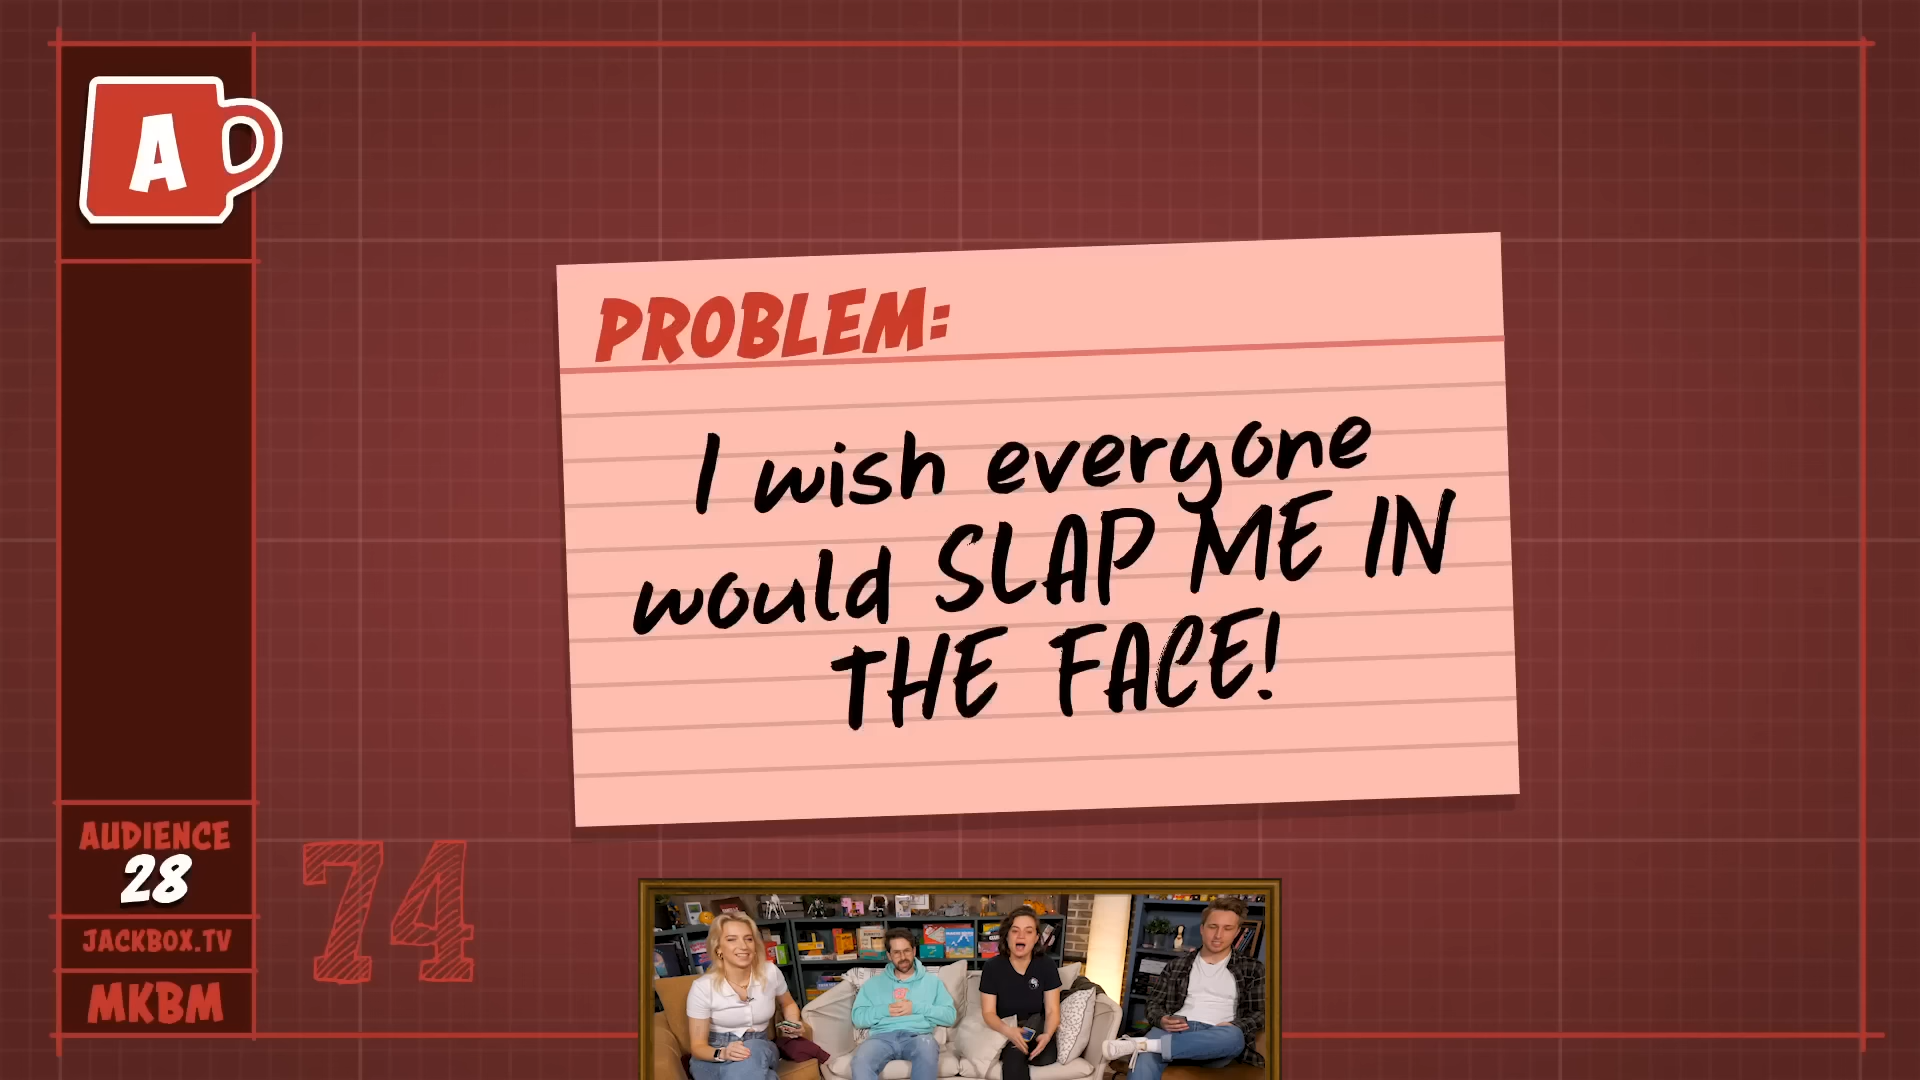 A
PROBLEM:
I wish everyone
would SLAP ME IN
THE FACE!
AUDIENCE
28
JACKBOX.TV
MKBM
74